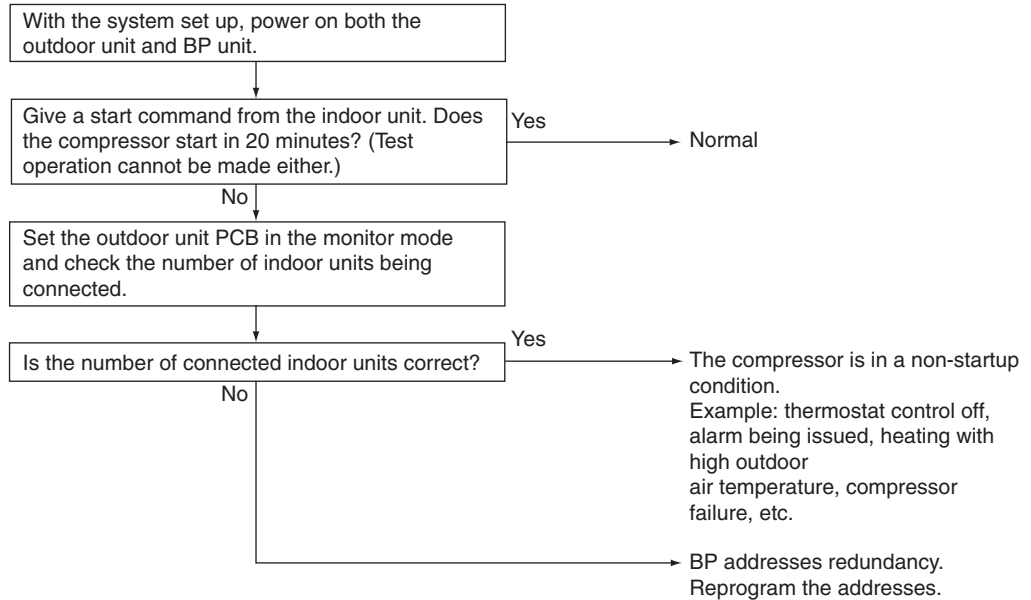 With the system set up, power on both the
outdoor unit and BP unit.
Give a start command from the indoor unit. Does
the compressor start in 20 minutes? (Test
operation cannot be made either.)
Yes
Normal
No
Set the outdoor unit PCB in the monitor mode
and check the number of indoor units being
connected.
Is the number of connected indoor units correct?
Yes
The compressor is in a non-startup
condition.
Example: thermostat control off,
alarm being issued, heating with
high outdoor
air temperature, compressor
failure, etc.
No
BP addresses redundancy.
Reprogram the addresses.